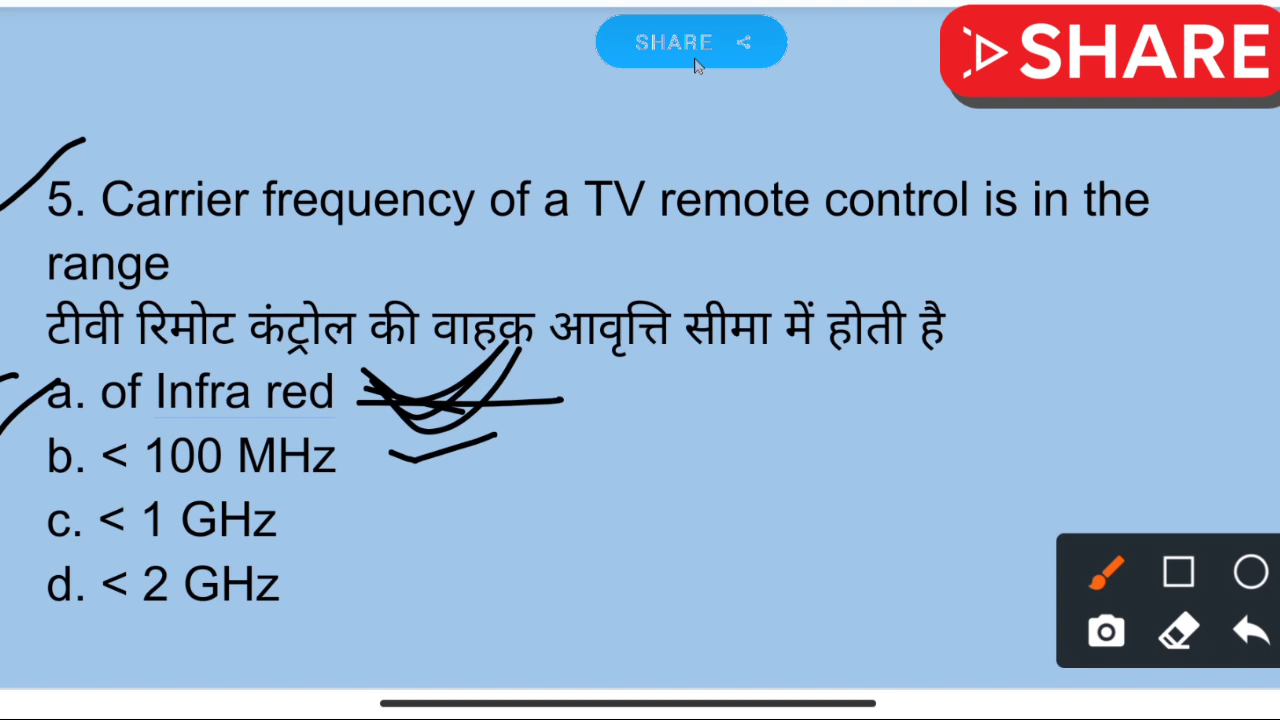 SHARE
SHARE
5. Carrier frequency of a TV remote control is in the
range
टीवी रिमोट कंट्रोल की वाहक आवृत्ति सीमा में होती है
a. of Infra red
b. < 100 MHz
c. < 1 GHz
d. < 2 GHz